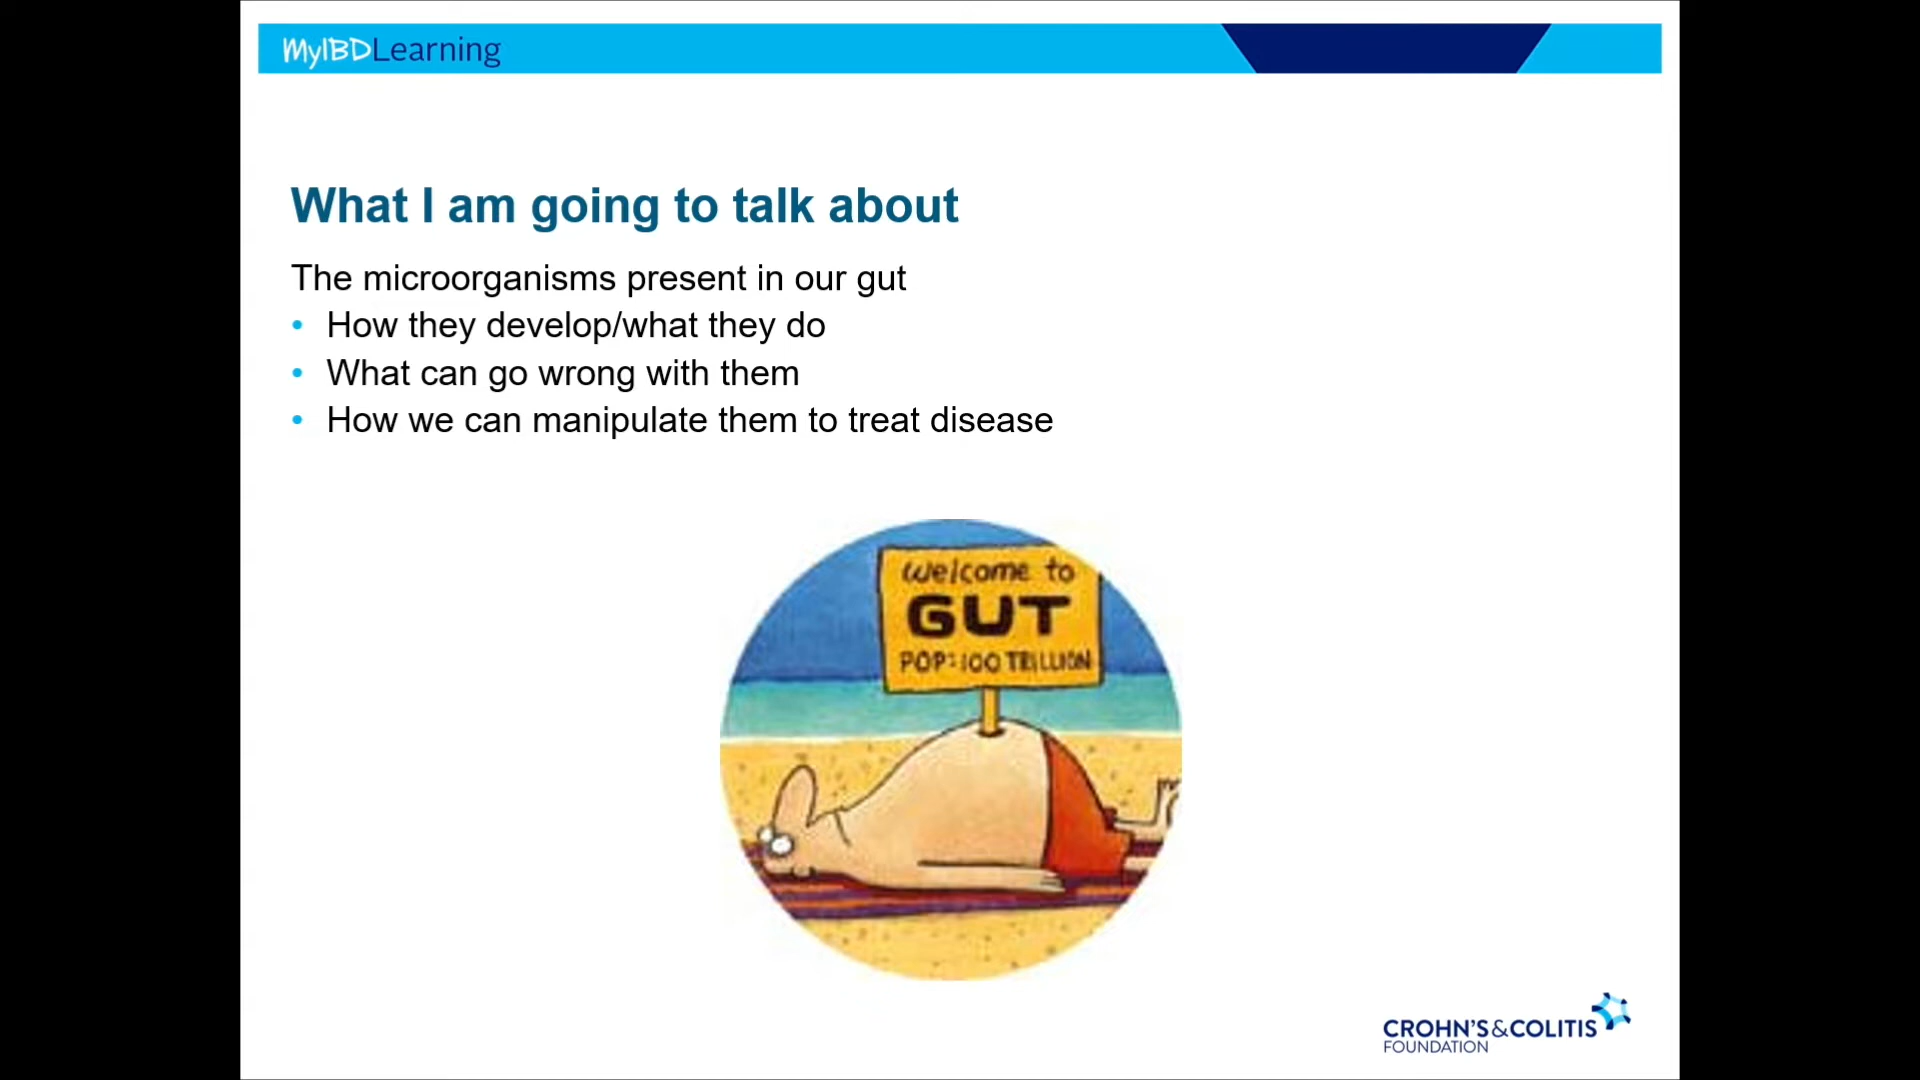 MyIBDLearning
What I am going to talk about
The microorganisms present in our gut
• How they develop/what they do
• What can go wrong with them
• How we can manipulate them to treat disease
Welcome to
GUT
POP: 100 TRILLION
CROHN'S & COLITIS
FOUNDATION